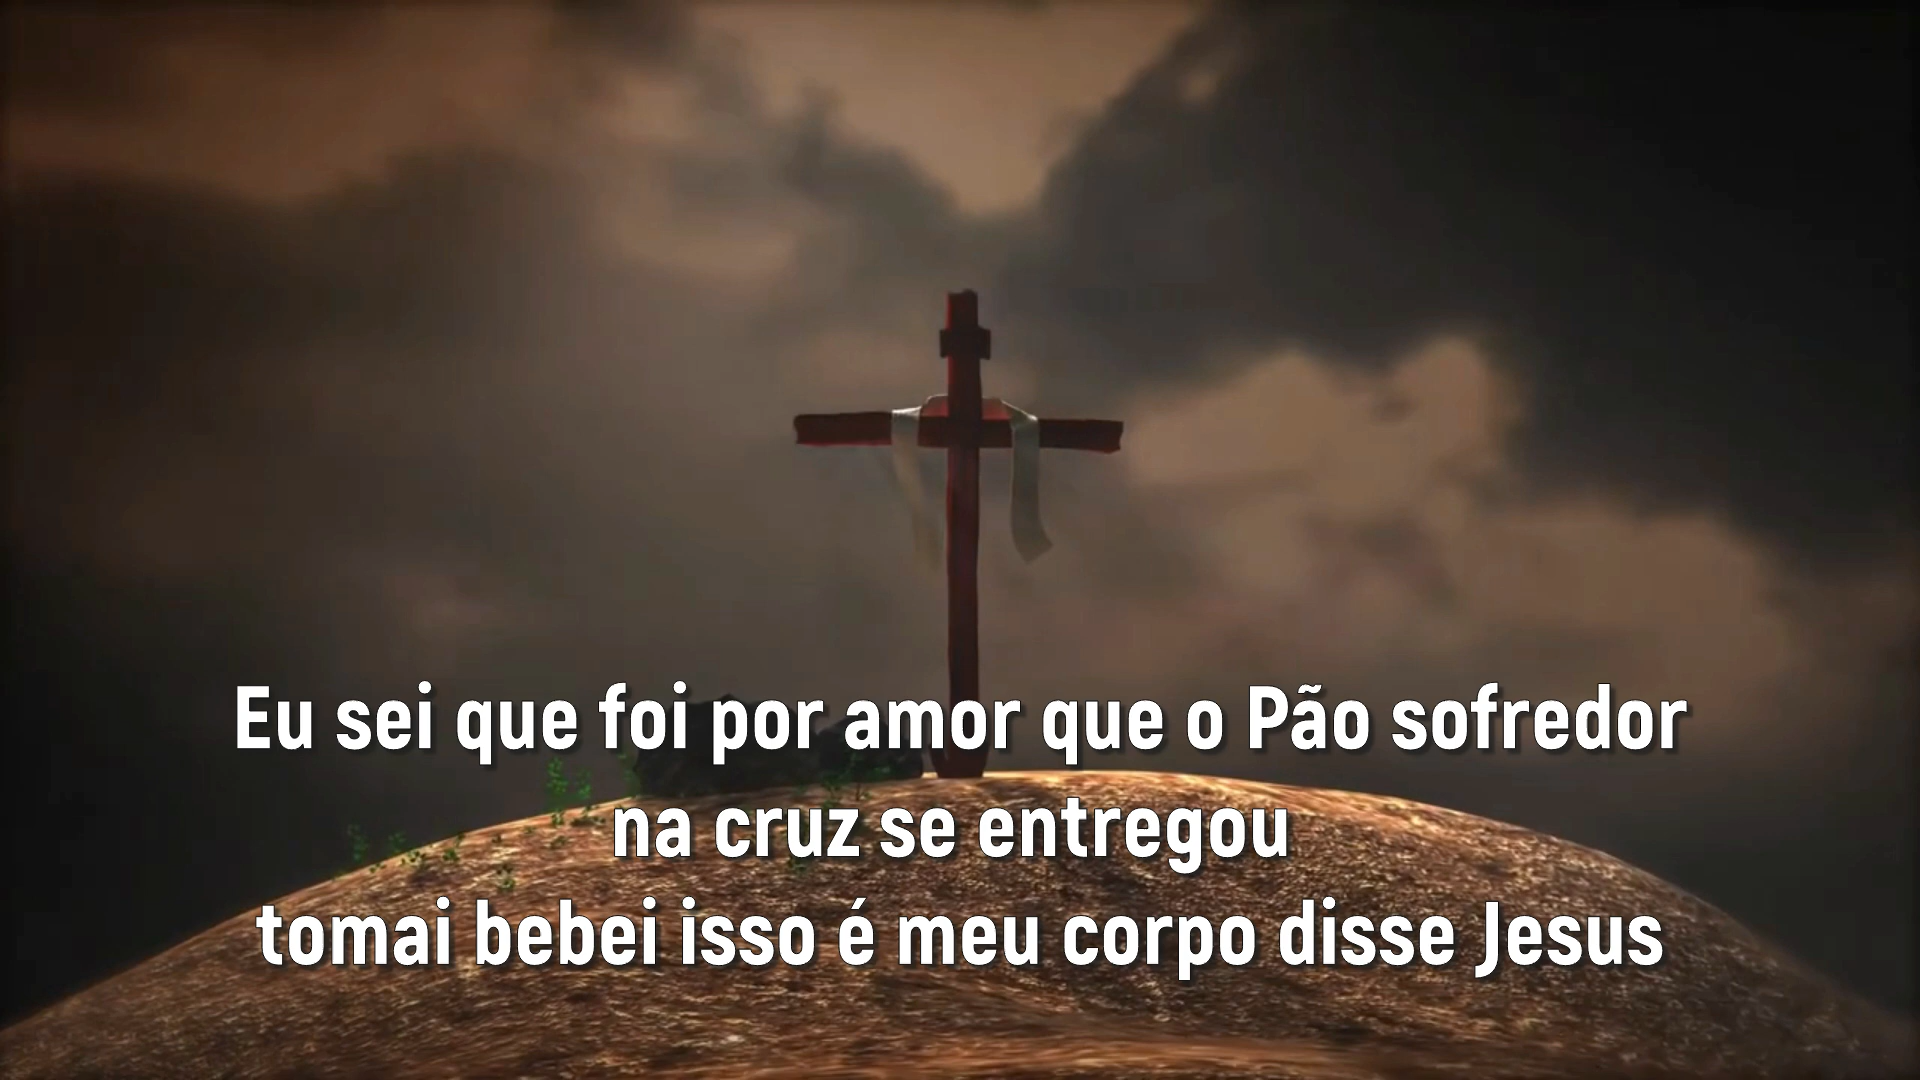 Eu sei que foi por amor que o Pão sofredor
na cruz se entregou
tomai bebei isso é meu corpo disse Jesus